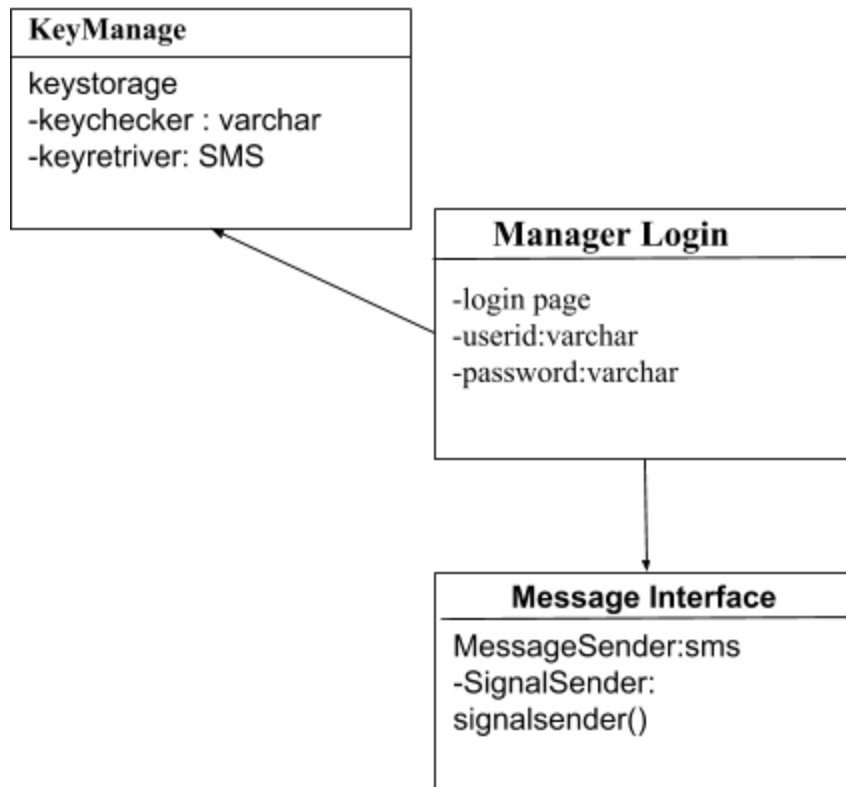 KeyManage
keystorage
-keychecker : varchar
-keyretriver: SMS
Manager Login
-login page
-userid:varchar
-password:varchar
Message Interface
MessageSender:sms
-SignalSender:
signalsender()